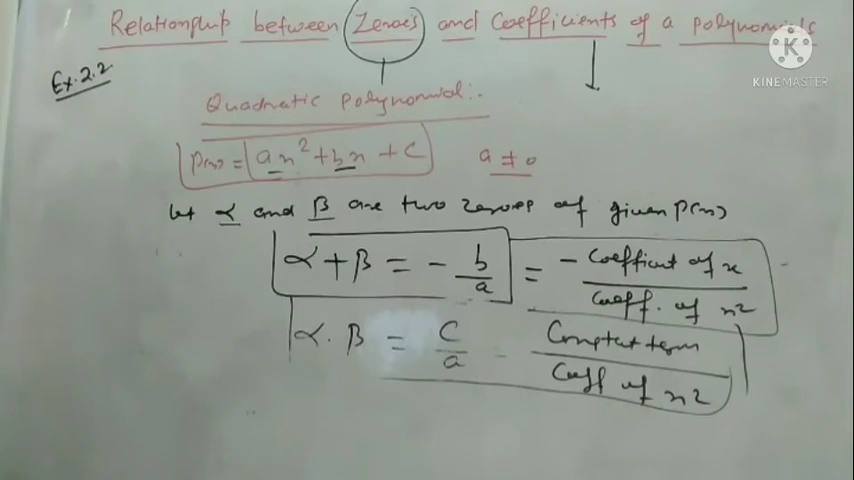 Relationship between Zeroes and Coefficients of a polynomials
Ex. 2.2
K
KINEMASTER
Quadratic polynomial:-
p(x) = ax² + bx + c a ≠ 0
let α and β are two zeroes of given p(x)
α + β = - b/a = - coefficient of x / coeff. of x²
α . β = c/a = Constant term / Coeff of x²